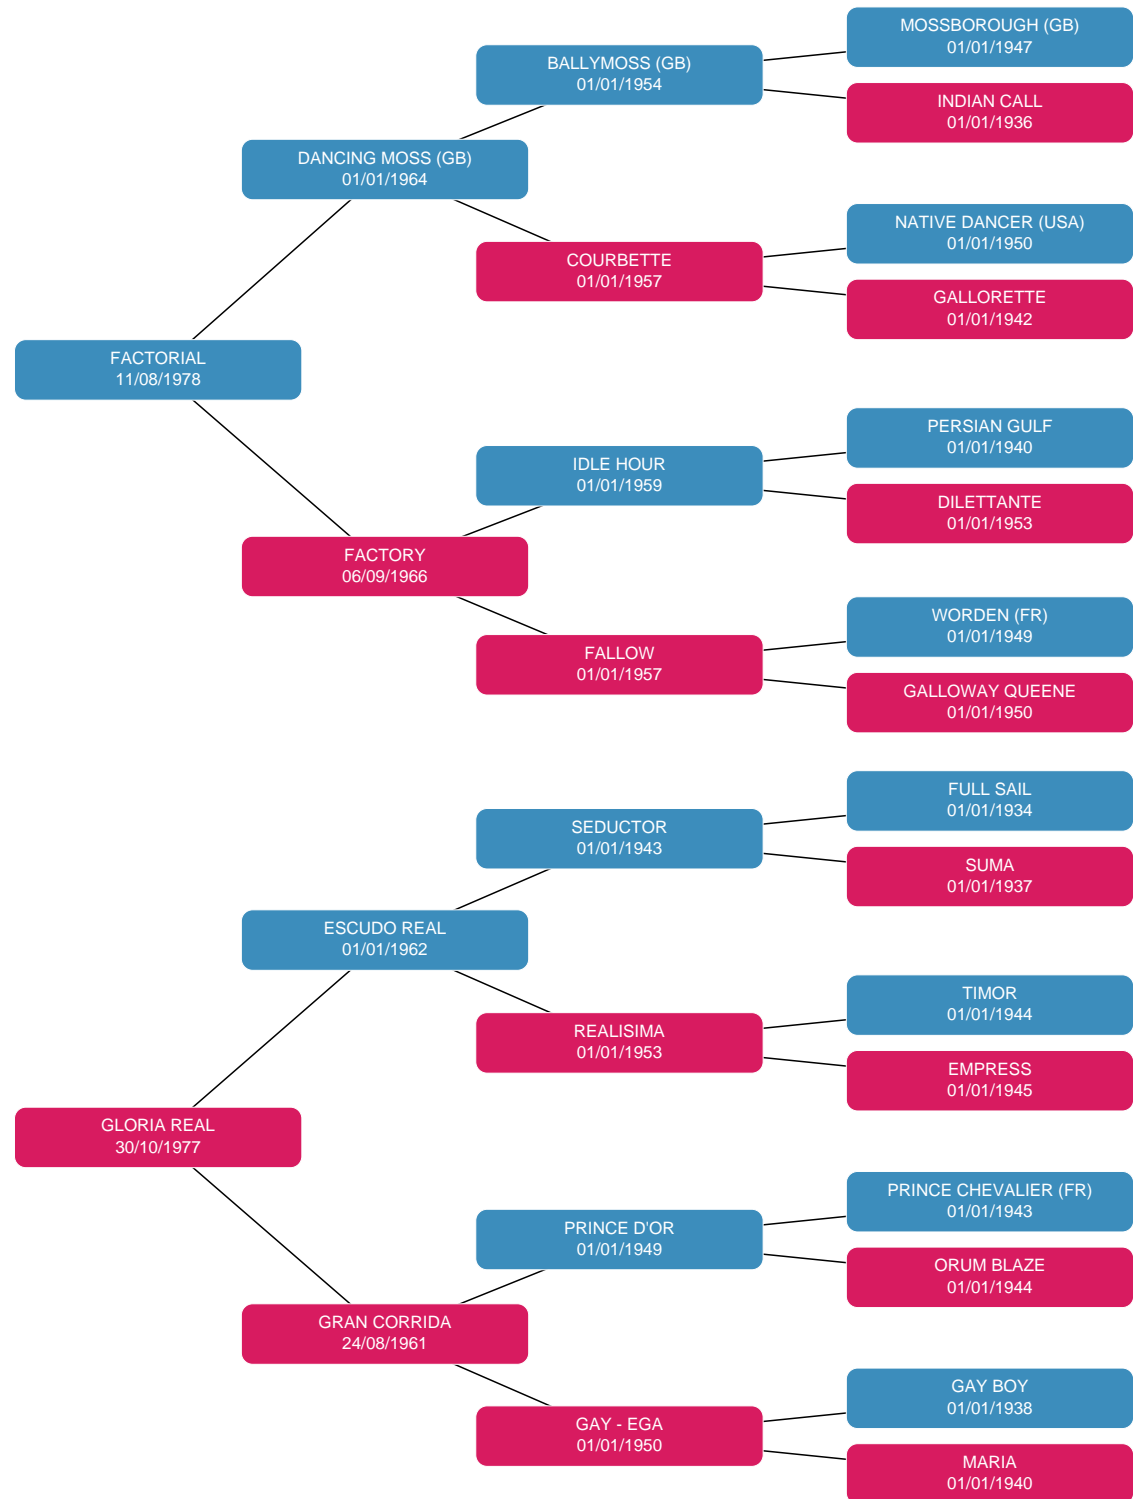 MOSSBOROUGH (GB)
01/01/1947
BALLYMOSS (GB)
01/01/1954
INDIAN CALL
01/01/1936
DANCING MOSS (GB)
01/01/1964
NATIVE DANCER (USA)
01/01/1950
COURBETTE
01/01/1957
GALLORETTE
01/01/1942
FACTORIAL
11/08/1978
PERSIAN GULF
01/01/1940
IDLE HOUR
01/01/1959
DILETTANTE
01/01/1953
FACTORY
06/09/1966
WORDEN (FR)
01/01/1949
FALLOW
01/01/1957
GALLOWAY QUEENE
01/01/1950
FULL SAIL
01/01/1934
SEDUCTOR
01/01/1943
SUMA
01/01/1937
ESCUDO REAL
01/01/1962
TIMOR
01/01/1944
REALISIMA
01/01/1953
EMPRESS
01/01/1945
GLORIA REAL
30/10/1977
PRINCE CHEVALIER (FR)
01/01/1943
PRINCE D'OR
01/01/1949
ORUM BLAZE
01/01/1944
GRAN CORRIDA
24/08/1961
GAY BOY
01/01/1938
GAY - EGA
01/01/1950
MARIA
01/01/1940